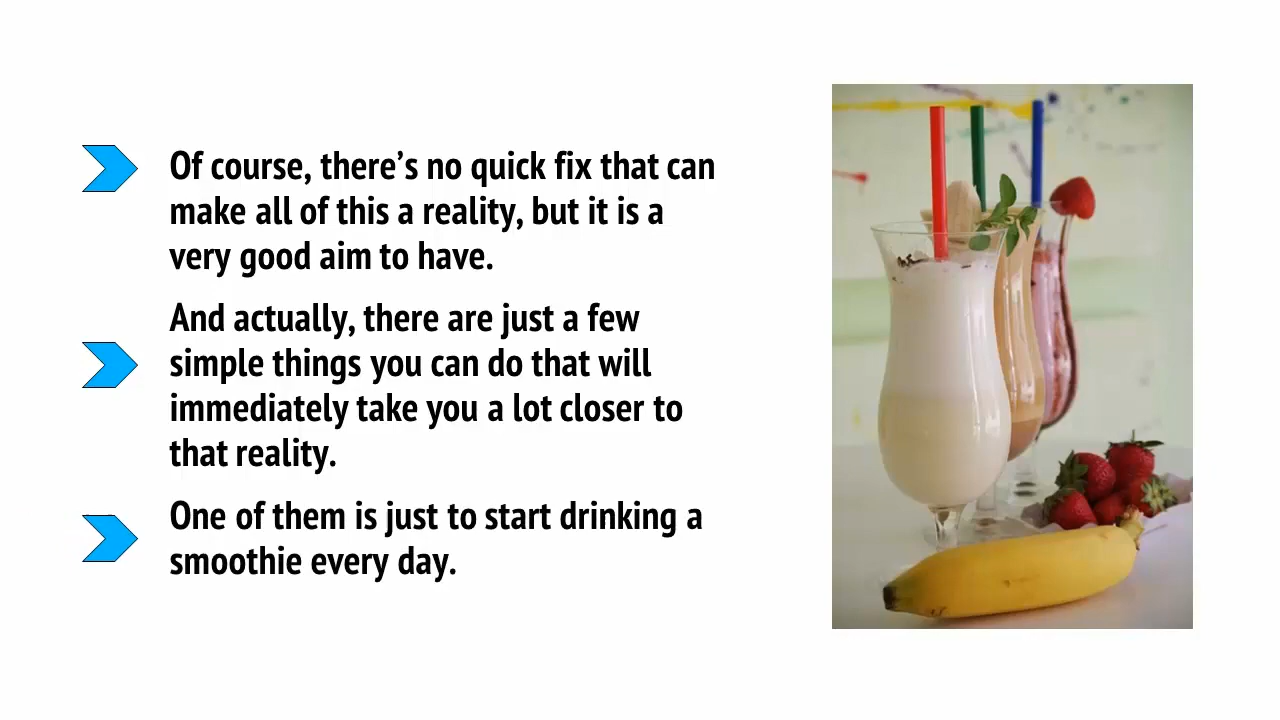 Of course, there’s no quick fix that can
make all of this a reality, but it is a
very good aim to have.
And actually, there are just a few
simple things you can do that will
immediately take you a lot closer to
that reality.
One of them is just to start drinking a
smoothie every day.